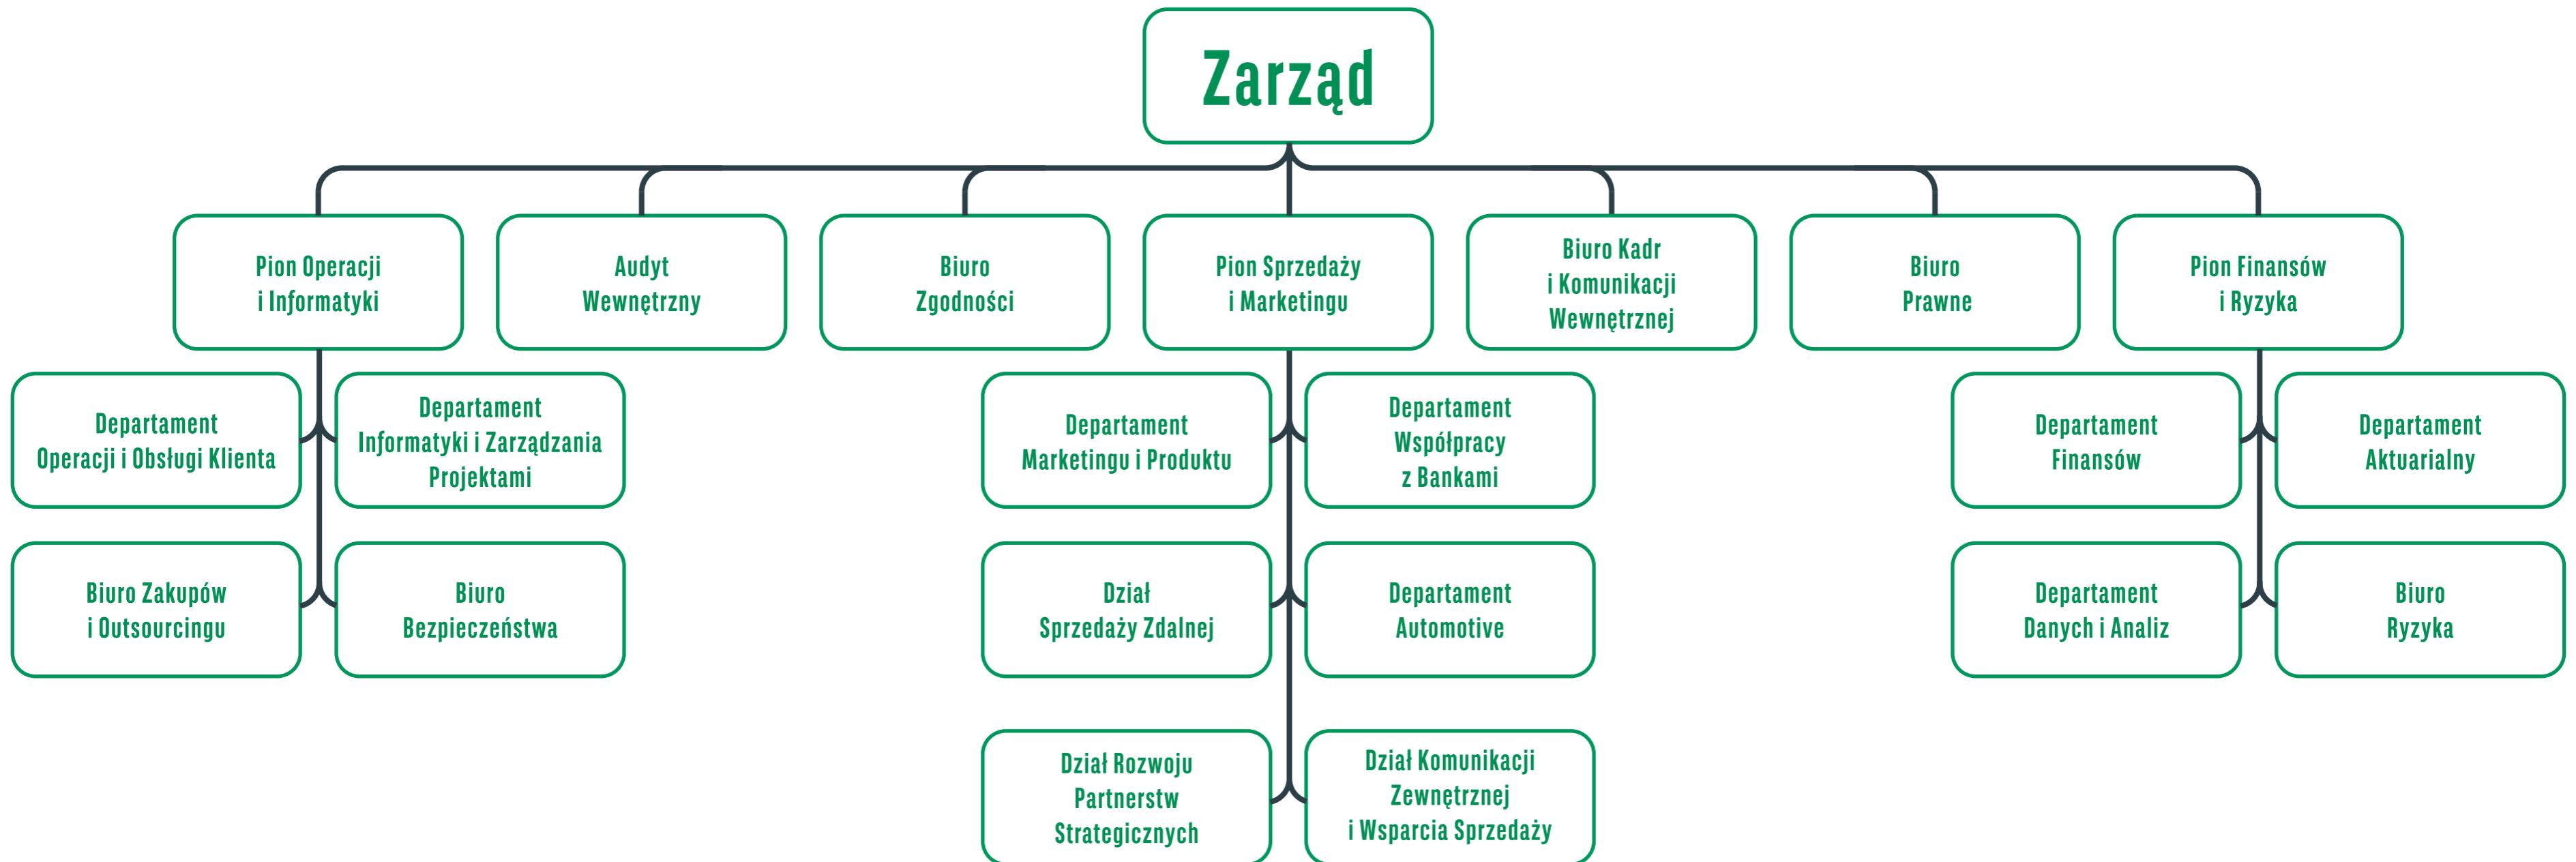 Zarząd
Pion Operacji
i Informatyki
Audyt
Wewnętrzny
Biuro
Zgodności
Pion Sprzedaży
i Marketingu
Biuro Kadr
i Komunikacji
Wewnętrznej
Biuro
Prawne
Pion Finansów
i Ryzyka
Departament
Operacji i Obsługi Klienta
Departament
Informatyki i Zarządzania
Projektami
Departament
Marketingu i Produktu
Departament
Współpracy
z Bankami
Departament
Finansów
Departament
Aktuarialny
Biuro Zakupów
i Outsourcingu
Biuro
Bezpieczeństwa
Dział
Sprzedaży Zdalnej
Departament
Automotive
Departament
Danych i Analiz
Biuro
Ryzyka
Dział Rozwoju
Partnerstw
Strategicznych
Dział Komunikacji
Zewnętrznej
i Wsparcia Sprzedaży